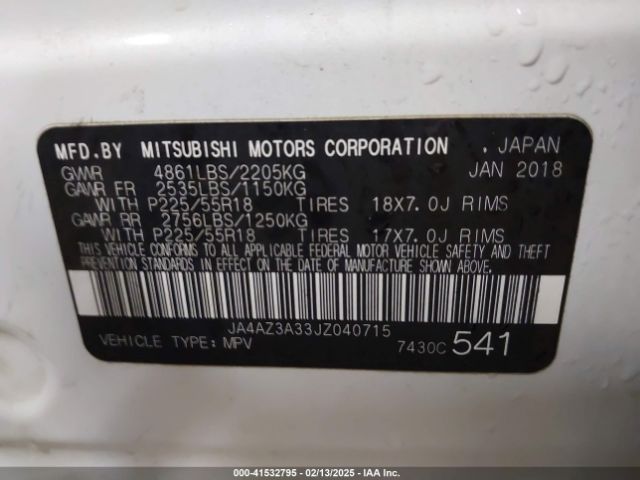 MFD.BY MITSUBISHI MOTORS CORPORATION . JAPAN
GVWR 4861LBS/2205KG JAN 2018
GAWR FR 2535LBS/1150KG
WITH P225/55R18 TIRES 18X7.0J RIMS
GAWR RR 2756LBS/1250KG
WITH P225/55R18 TIRES 17X7.0J RIMS
THIS VEHICLE CONFORMS TO ALL APPLICABLE FEDERAL MOTOR VEHICLE SAFETY AND THEFT
PREVENTION STANDARDS IN EFFECT ON THE DATE OF MANUFACTURE SHOWN ABOVE.
JA4AZ3A33JZ040715
VEHICLE TYPE: MPV 7430C 541
000-41532795 - 02/13/2025 - IAA Inc.